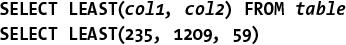 SELECT LEAST(col1, col2) FROM table
SELECT LEAST(235, 1209, 59)